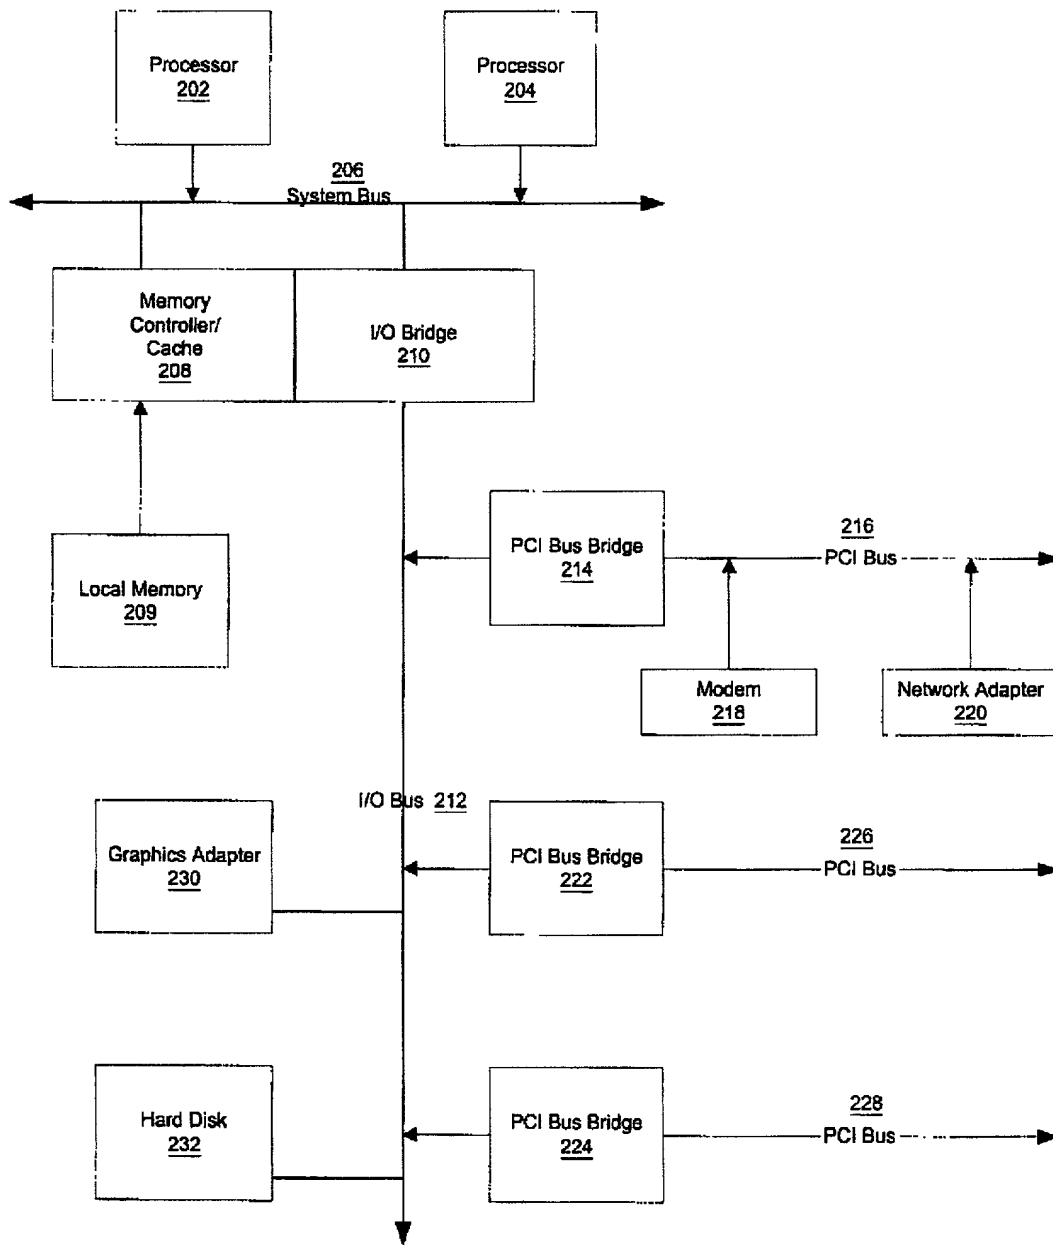 Processor
202
Processor
204
206
System Bus
Memory
Controller/
Cache
208
I/O Bridge
210
Local Memory
209
PCI Bus Bridge
214
216
PCI Bus
Modem
218
Network Adapter
220
I/O Bus 212
Graphics Adapter
230
PCI Bus Bridge
222
226
PCI Bus
Hard Disk
232
PCI Bus Bridge
224
228
PCI Bus